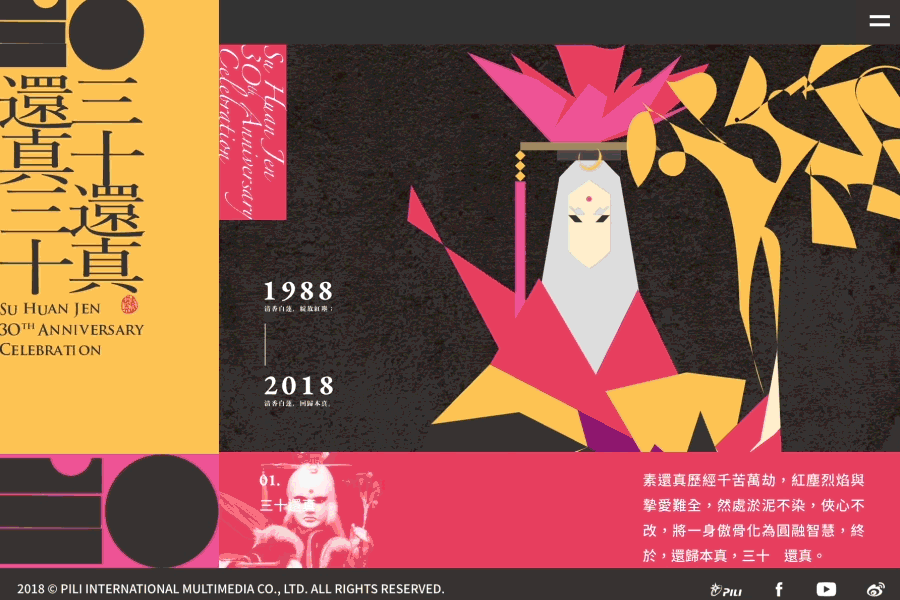 三十還真
還真三十
SU HUAN JEN
30TH ANNIVERSARY
CELEBRATION
Su Huan Jen
30th Anniversary
Celebration
1988
清香白蓮．綻放紅塵：
2018
清香白蓮．回歸本真．
01.
三十還真
素還真歷經千苦萬劫，紅塵烈焰與
摯愛難全，然處淤泥不染，俠心不
改，將一身傲骨化為圓融智慧，終
於，還歸本真，三十　還真。
2018 © PILI INTERNATIONAL MULTIMEDIA CO., LTD. ALL RIGHTS RESERVED.
PILI